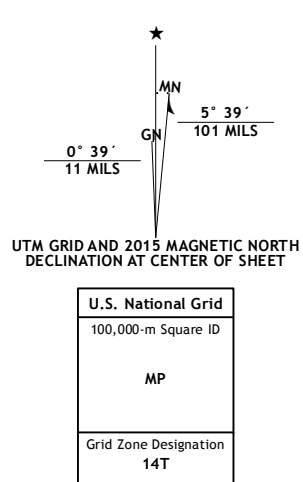 ★
MN
GN
5° 39´
101 MILS
0° 39´
11 MILS
UTM GRID AND 2015 MAGNETIC NORTH
DECLINATION AT CENTER OF SHEET
U.S. National Grid
100,000-m Square ID
MP
Grid Zone Designation
14T